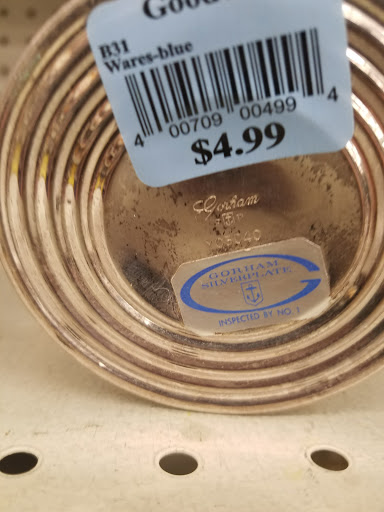 Good
B31
Wares-blue
4 00709 00499 4
$4.99
Gorham
GORHAM
SILVERPLATE
INSPECTED BY NO. 1